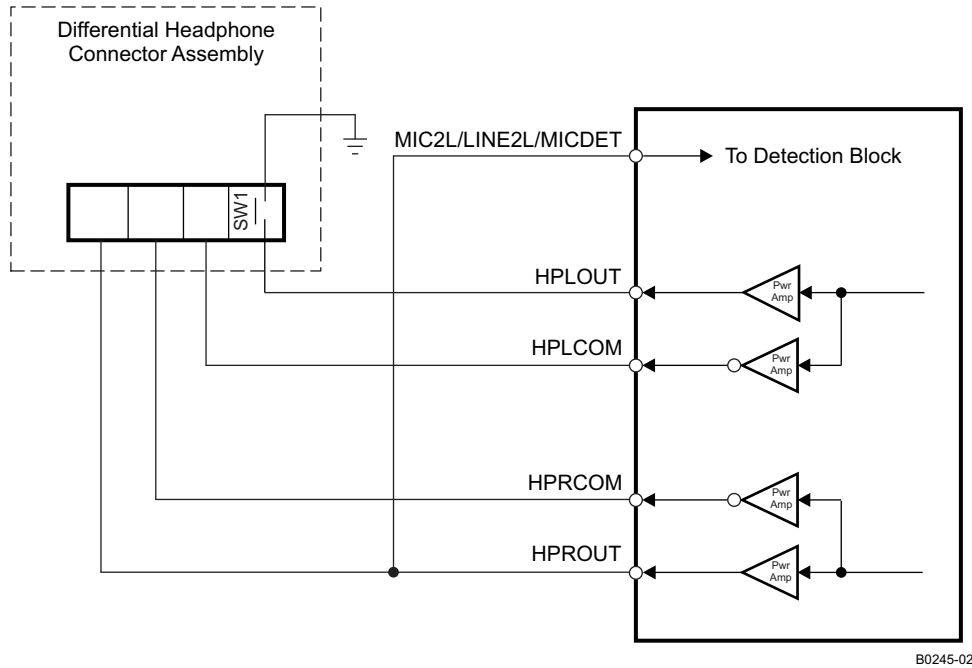 Differential Headphone
Connector Assembly
MIC2L/LINE2L/MICDET
To Detection Block
SW1
HPLOUT
Pwr
Amp
HPLCOM
Pwr
Amp
HPRCOM
Pwr
Amp
HPROUT
Pwr
Amp
B0245-02